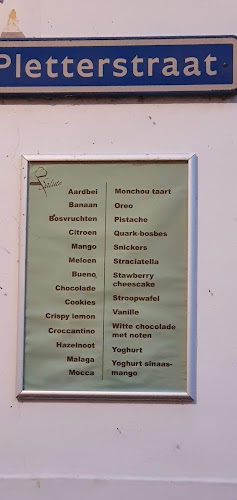 Pletterstraat
Saluto
Aardbei
Banaan
Bosvruchten
Citroen
Mango
Meloen
Bueno
Chocolade
Cookies
Crispy lemon
Croccantino
Hazelnoot
Malaga
Mocca
Monchou taart
Oreo
Pistache
Quark-bosbes
Snickers
Straciatella
Stawberry
cheescake
Stroopwafel
Vanille
Witte chocolade
met noten
Yoghurt
Yoghurt sinaas-
mango